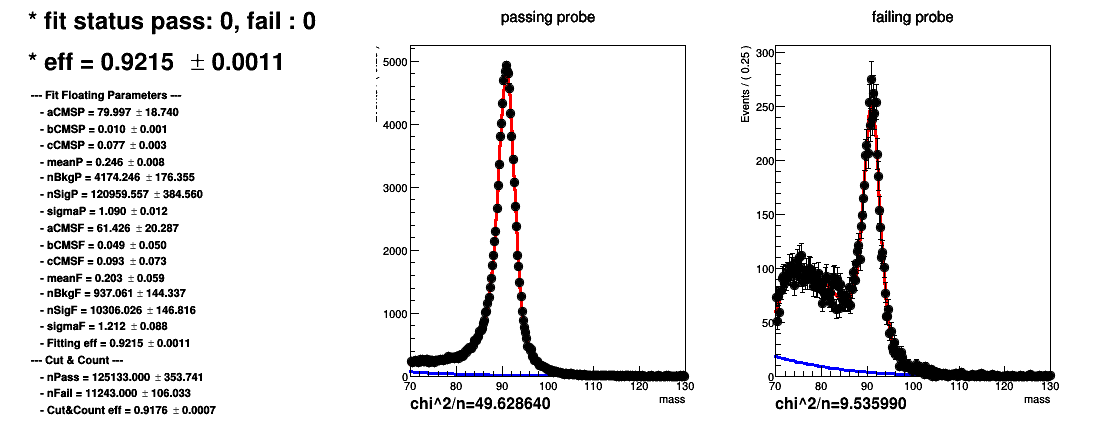 * fit status pass: 0, fail : 0
* eff = 0.9215 ± 0.0011
--- Fit Floating Parameters ---
- aCMSP = 79.997 ± 18.740
- bCMSP = 0.010 ± 0.001
- cCMSP = 0.077 ± 0.003
- meanP = 0.246 ± 0.008
- nBkgP = 4174.246 ± 176.355
- nSigP = 120959.557 ± 384.560
- sigmaP = 1.090 ± 0.012
- aCMSF = 61.426 ± 20.287
- bCMSF = 0.049 ± 0.050
- cCMSF = 0.093 ± 0.073
- meanF = 0.203 ± 0.059
- nBkgF = 937.061 ± 144.337
- nSigF = 10306.026 ± 146.816
- sigmaF = 1.212 ± 0.088
- Fitting eff = 0.9215 ± 0.0011
--- Cut & Count ---
- nPass = 125133.000 ± 353.741
- nFail = 11243.000 ± 106.033
- Cut&Count eff = 0.9176 ± 0.0007
passing probe
5000
4000
3000
2000
1000
0
70 80 90 100 110 120 130
mass
chi^2/n=49.628640
failing probe
Events / ( 0.25 )
300
250
200
150
100
50
0
70 80 90 100 110 120 130
mass
chi^2/n=9.535990